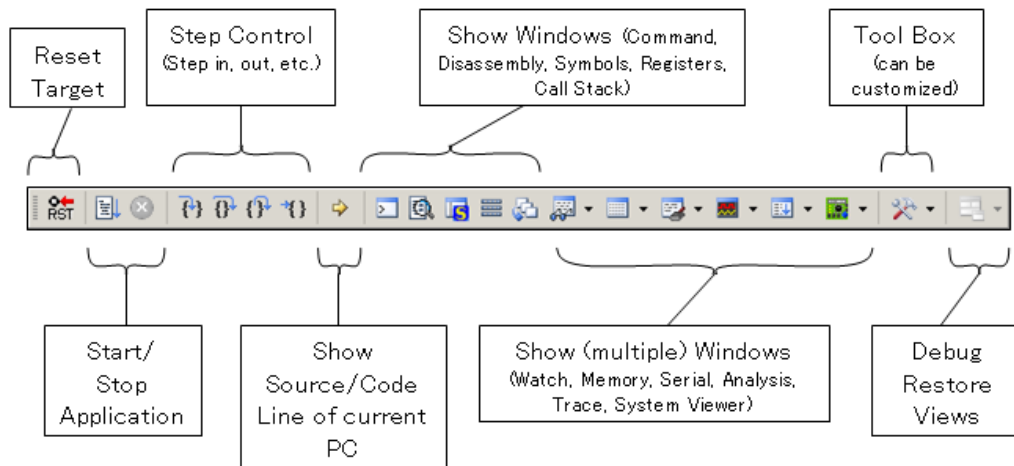 Reset
Target
Step Control
(Step in, out, etc.)
Show Windows (Command,
Disassembly, Symbols, Registers,
Call Stack)
Tool Box
(can be
customized)
RST
Start/
Stop
Application
Show
Source/Code
Line of current
PC
Show (multiple) Windows
(Watch, Memory, Serial, Analysis,
Trace, System Viewer)
Debug
Restore
Views